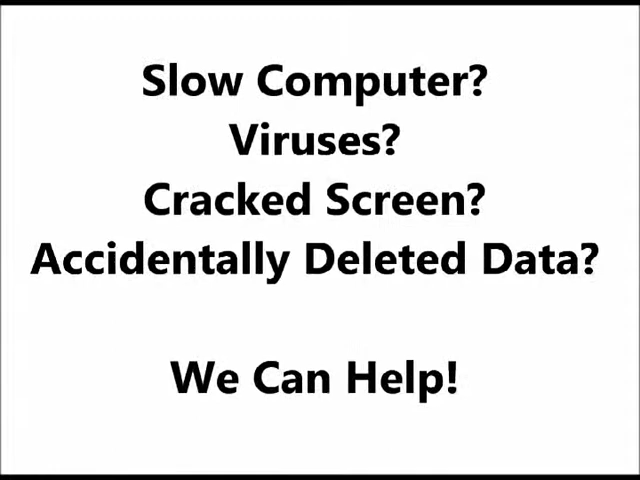 Slow Computer?
Viruses?
Cracked Screen?
Accidentally Deleted Data?
We Can Help!